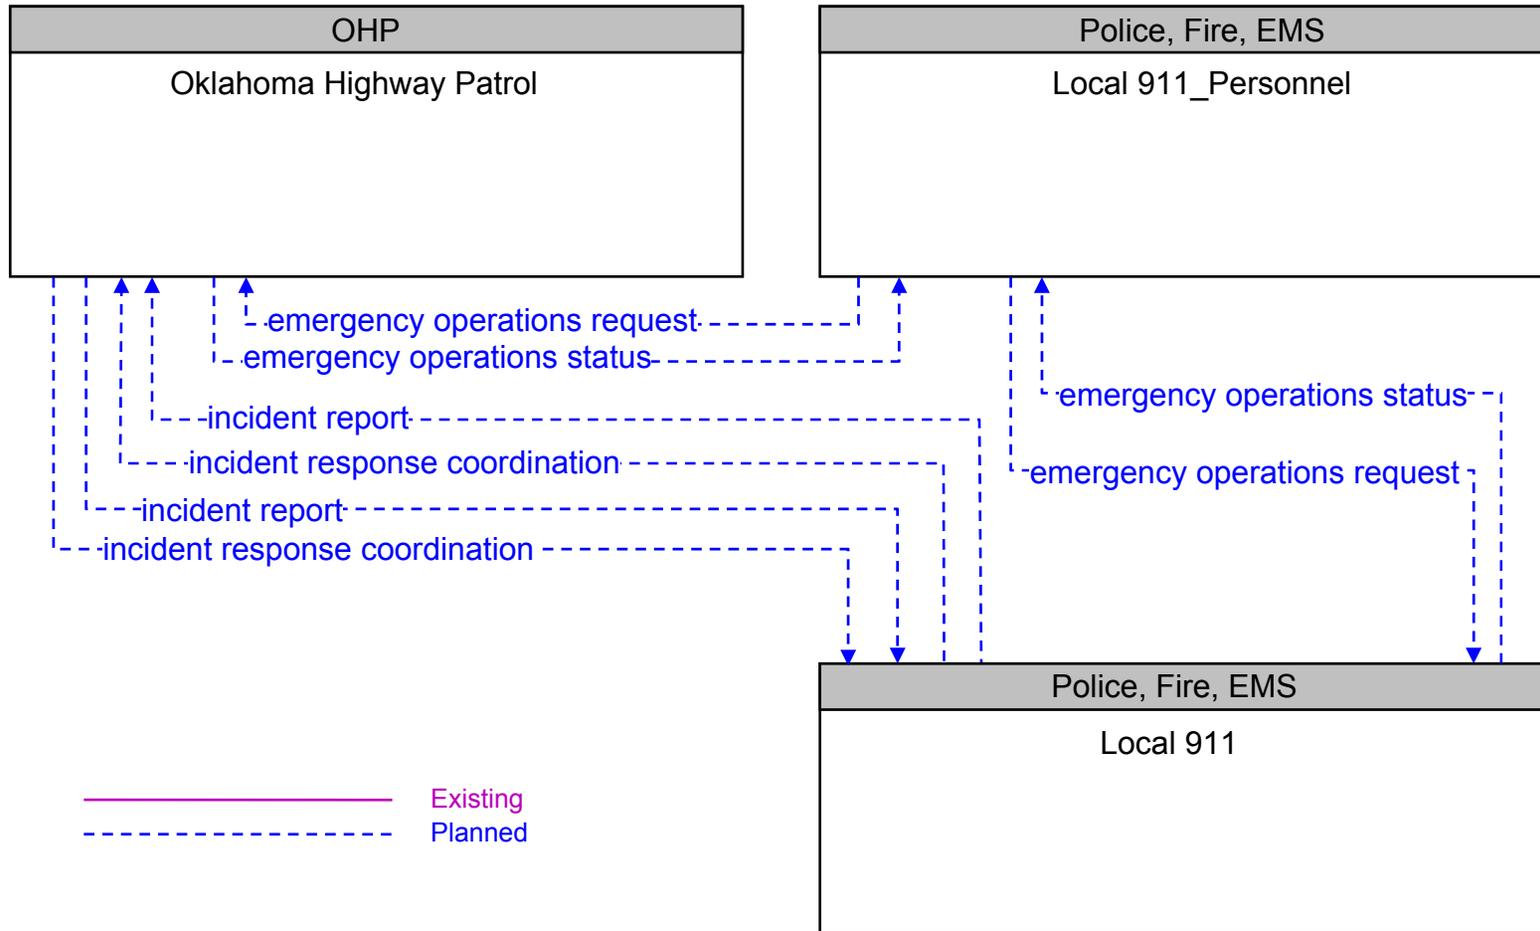 OHP
Oklahoma Highway Patrol
Police, Fire, EMS
Local 911_Personnel
emergency operations request
emergency operations status
incident report
incident response coordination
incident report
incident response coordination
emergency operations status
emergency operations request
Police, Fire, EMS
Local 911
Existing
Planned